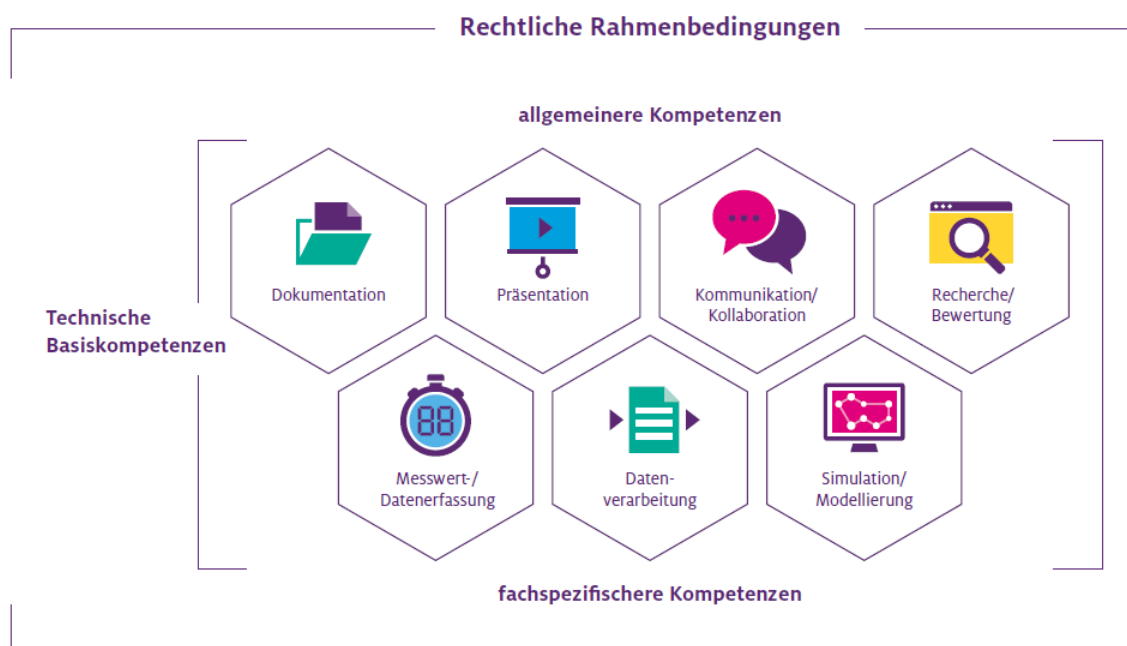 Rechtliche Rahmenbedingungen
allgemeinere Kompetenzen
Dokumentation
Präsentation
Kommunikation/
Kollaboration
Recherche/
Bewertung
Technische
Basiskompetenzen
88
Messwert-/
Datenerfassung
Daten-
verarbeitung
Simulation/
Modellierung
fachspezifischere Kompetenzen